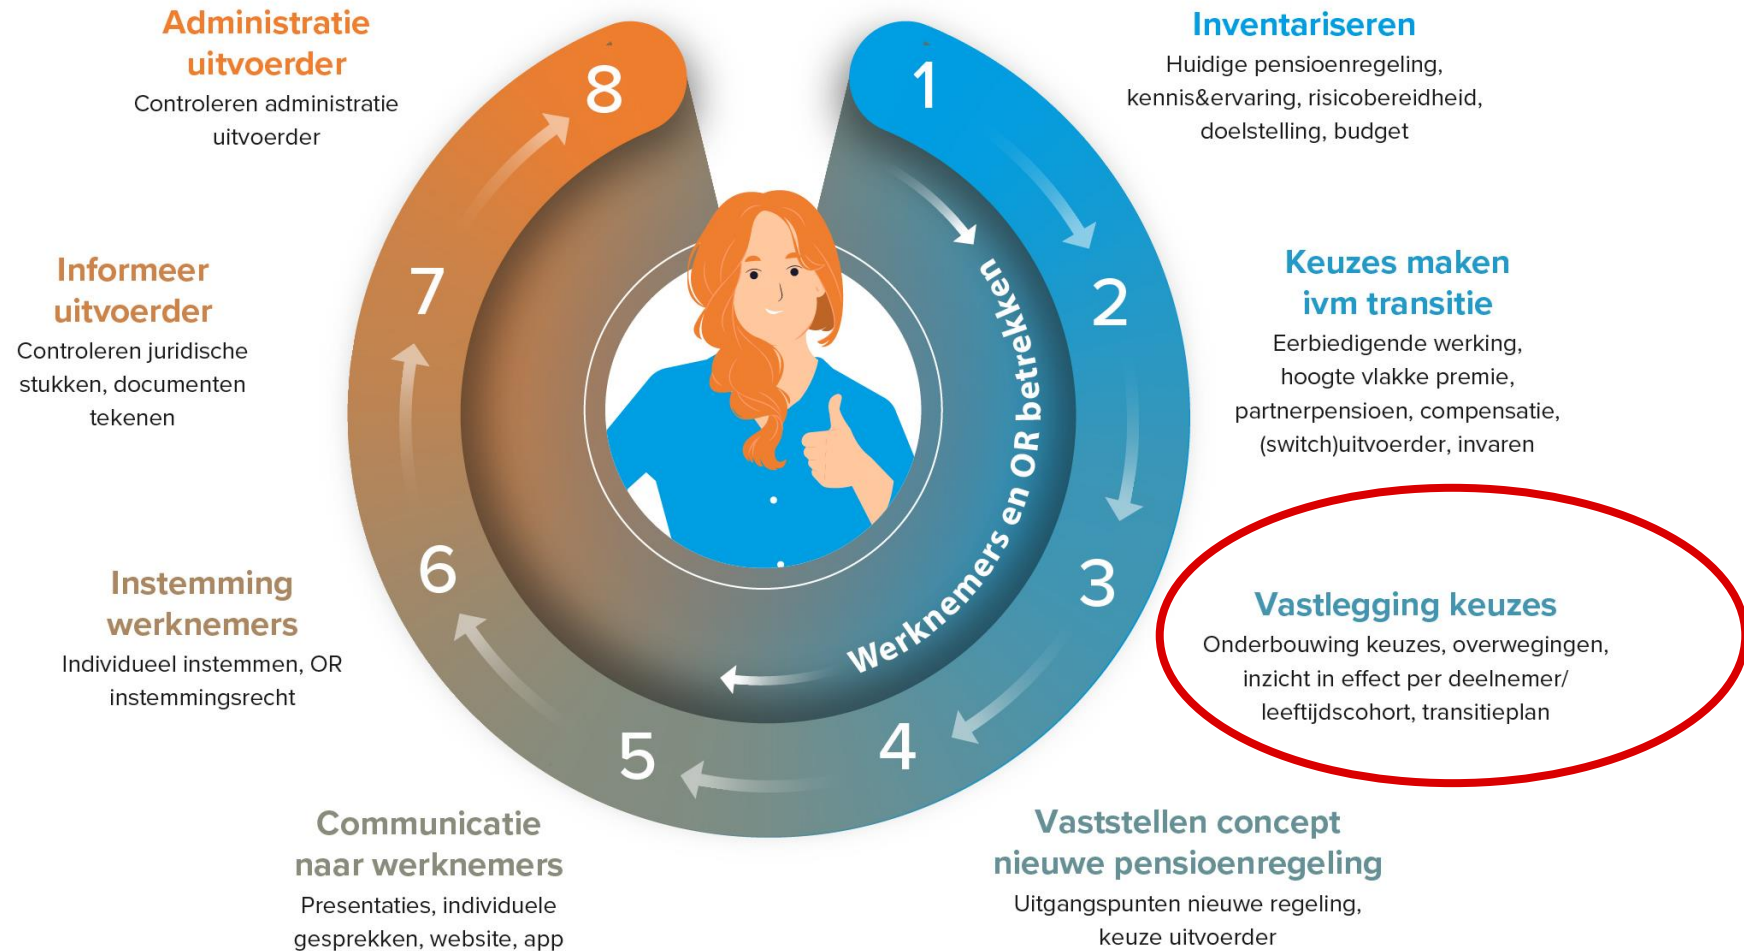 1
Inventariseren
Huidige pensioenregeling,
kennis&ervaring, risicobereidheid,
doelstelling, budget
2
Keuzes maken
ivm transitie
Eerbiedigende werking,
hoogte vlakke premie,
partnerpensioen, compensatie,
(switch)uitvoerder, invaren
3
Vastlegging keuzes
Onderbouwing keuzes, overwegingen,
inzicht in effect per deelnemer/
leeftijdscohort, transitieplan
4
Vaststellen concept
nieuwe pensioenregeling
Uitgangspunten nieuwe regeling,
keuze uitvoerder
5
Communicatie
naar werknemers
Presentaties, individuele
gesprekken, website, app
6
Instemming
werknemers
Individueel instemmen, OR
instemmingsrecht
7
Informeer
uitvoerder
Controleren juridische
stukken, documenten
tekenen
8
Administratie
uitvoerder
Controleren administratie
uitvoerder
Werknemers en OR betrekken